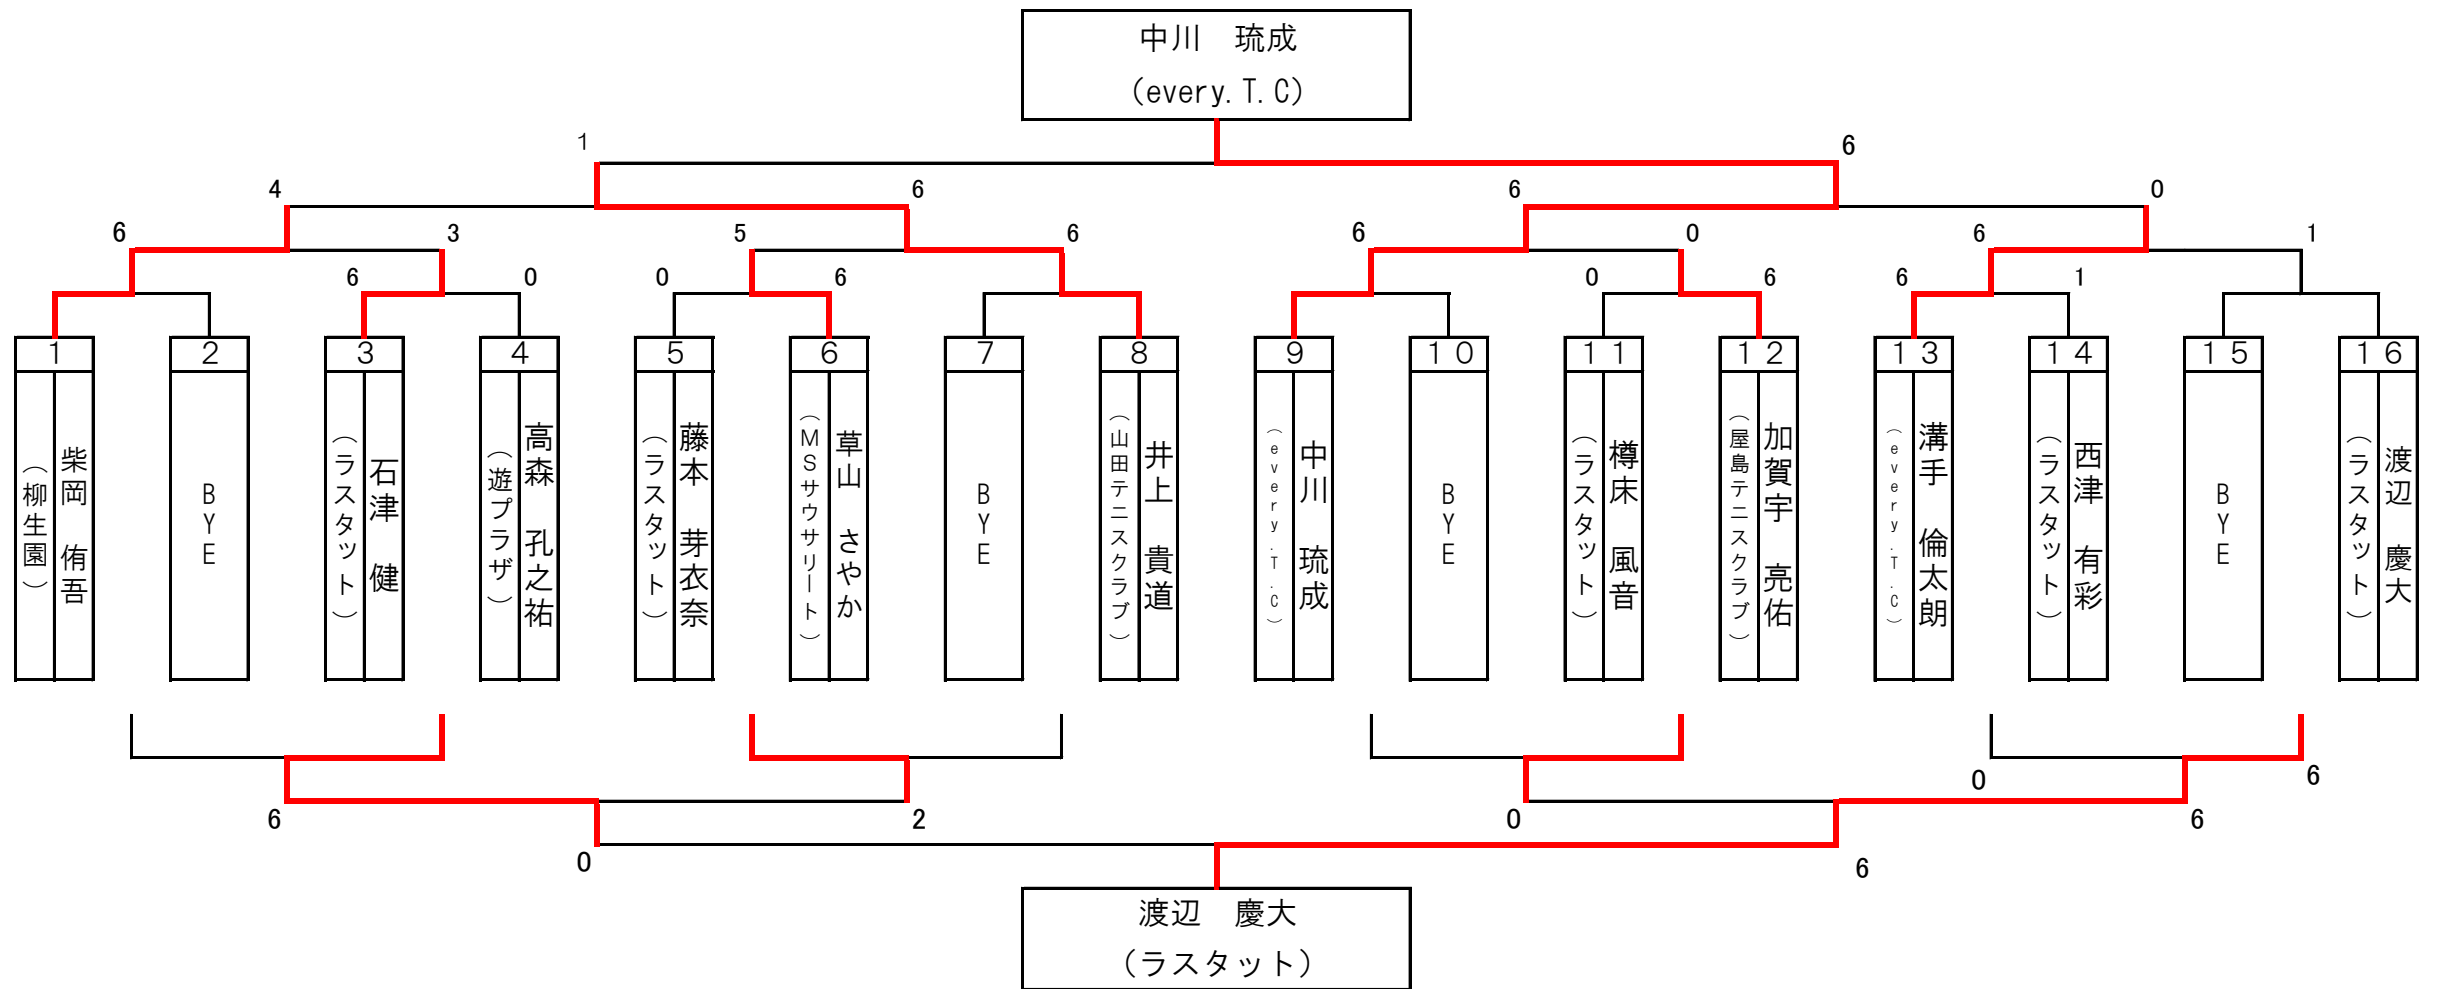 中川　琉成
(every.T.C)
1
6
4
6
6
0
6
3
5
6
6
0
6
1
6
0
0
6
0
6
6
1
1
2
3
4
5
6
7
8
9
10
11
12
13
14
15
16
柴岡　侑吾
（柳生園）
BYE
石津　健
（ラスタット）
高森　孔之祐
（遊プラザ）
藤本　芽衣奈
（ラスタット）
草山　さやか
（MSサウサリート）
BYE
井上　貴道
（山田テニスクラブ）
中川　琉成
（every.T.C）
BYE
樽床　風音
（ラスタット）
加賀宇　亮佑
（屋島テニスクラブ）
溝手　倫太朗
（every.T.C）
西津　有彩
（ラスタット）
BYE
渡辺　慶大
（ラスタット）
0
6
6
2
0
6
0
6
渡辺　慶大
（ラスタット）